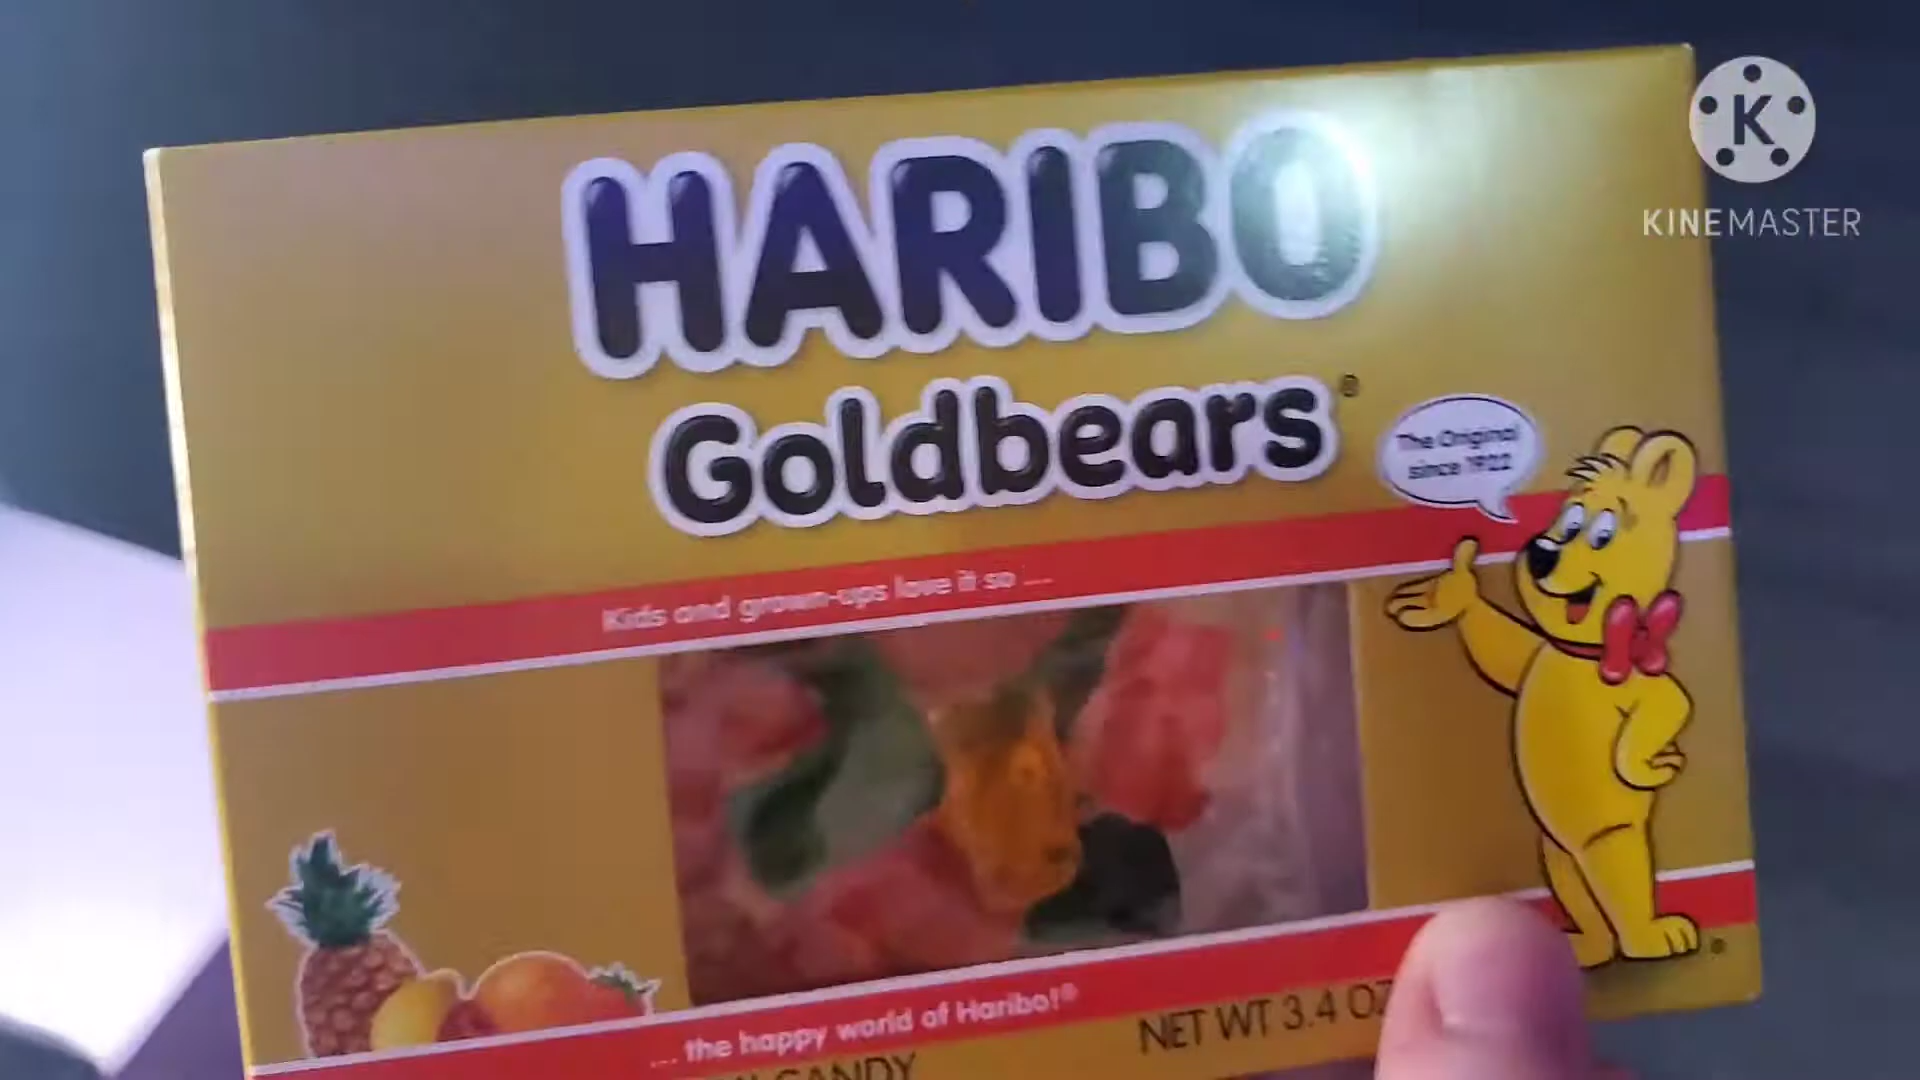 HARIBO
Goldbears®
The Original
since 1922
Kids and grown-ups love it so ...
... the happy world of Haribo!®
NET WT 3.4 OZ
CANDY
K
KINEMASTER